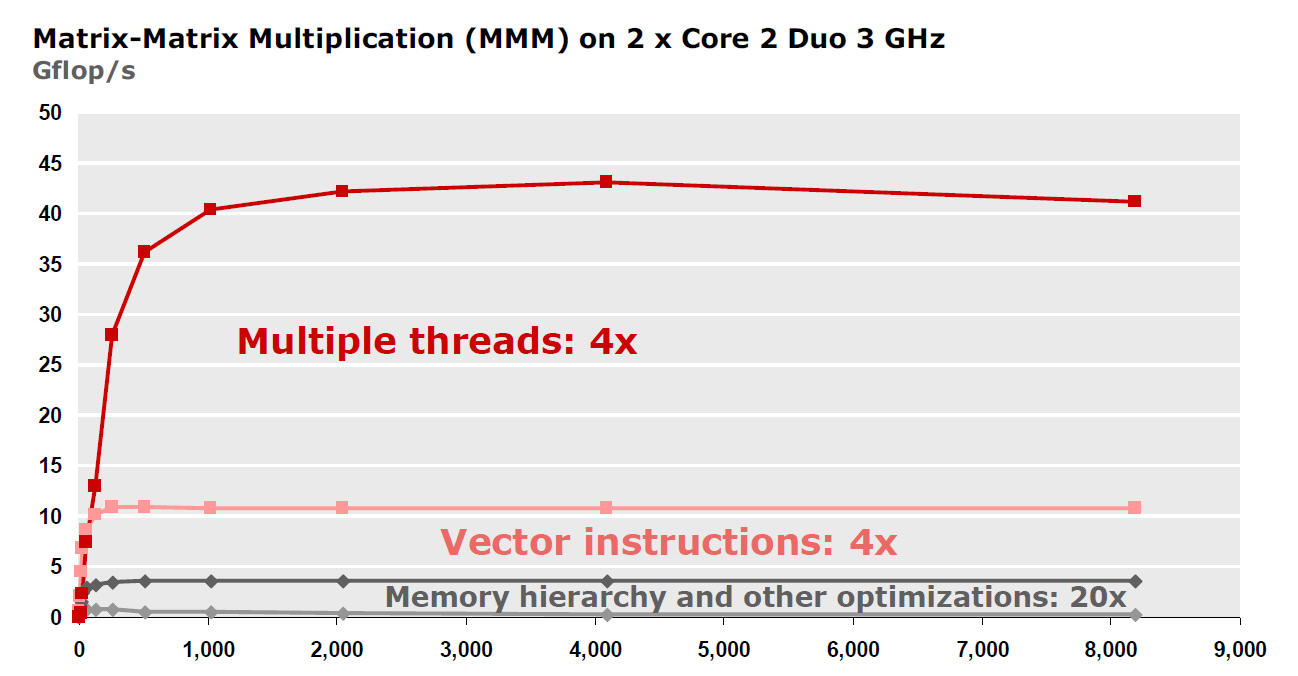 Matrix-Matrix Multiplication (MMM) on 2 x Core 2 Duo 3 GHz
Gflop/s
50
45
40
35
30
Multiple threads: 4x
25
20
15
10
Vector instructions: 4x
5
Memory hierarchy and other optimizations: 20x
0
0 1,000 2,000 3,000 4,000 5,000 6,000 7,000 8,000 9,000